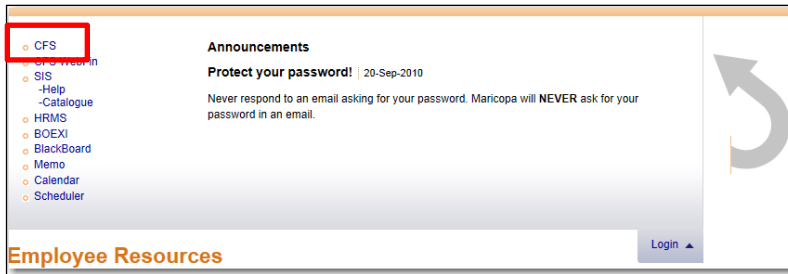 CFS
CFS WebFin
SIS
-Help
-Catalogue
HRMS
BOEXI
BlackBoard
Memo
Calendar
Scheduler
Announcements
Protect your password! | 20-Sep-2010
Never respond to an email asking for your password. Maricopa will NEVER ask for your
password in an email.
Login ▲
Employee Resources